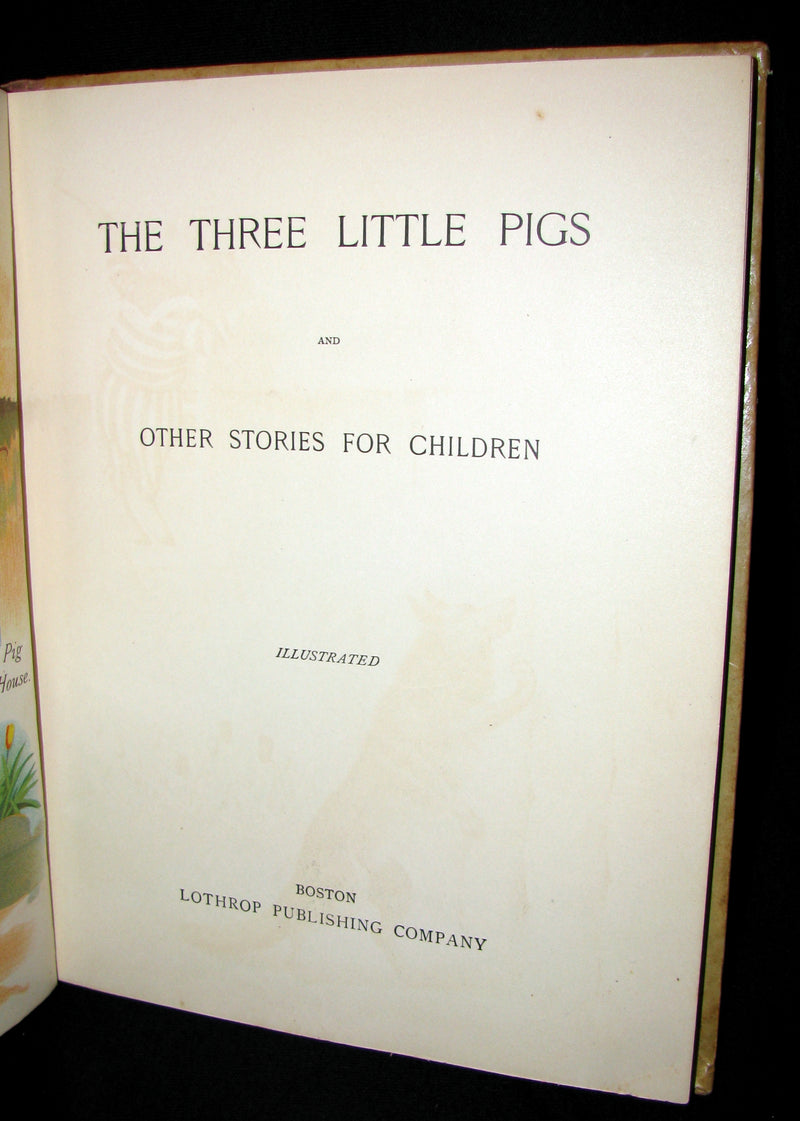 THE THREE LITTLE PIGS
AND
OTHER STORIES FOR CHILDREN
ILLUSTRATED
BOSTON
LOTHROP PUBLISHING COMPANY
Pig
House.